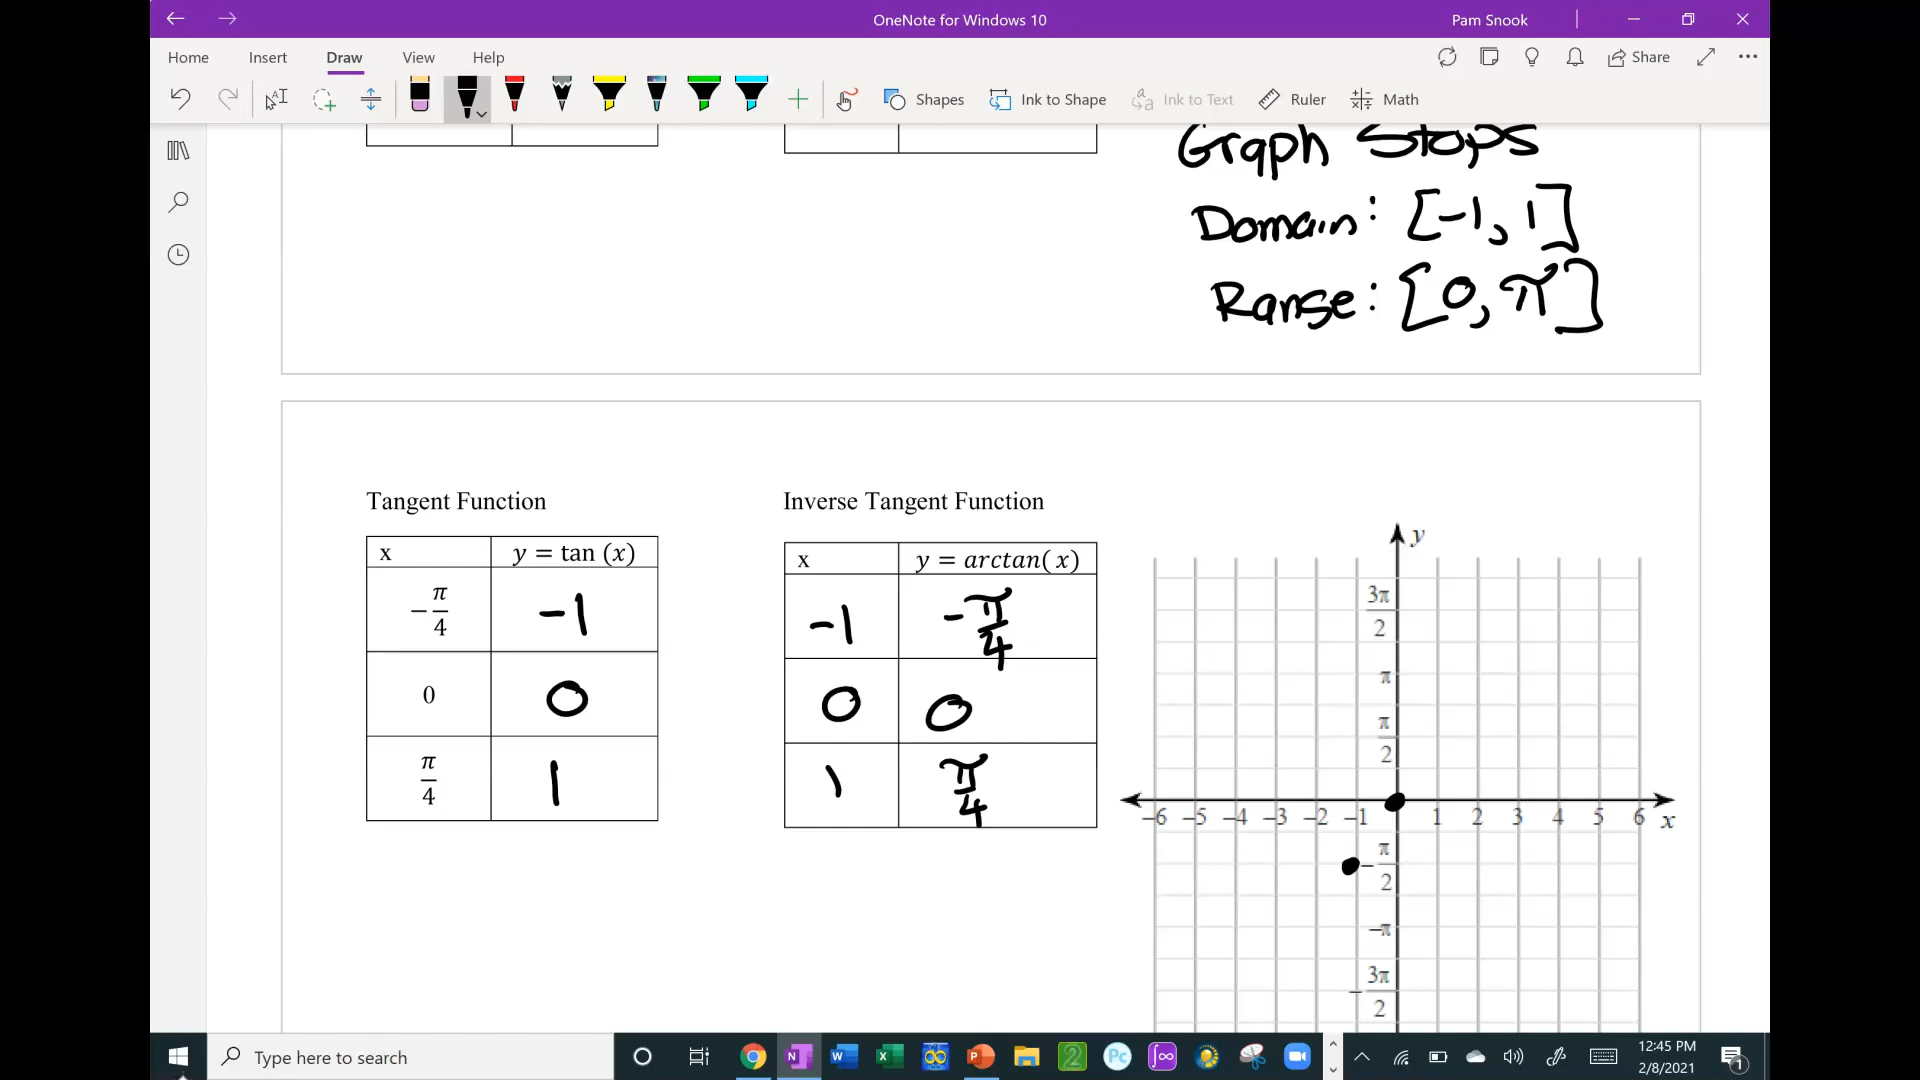 OneNote for Windows 10
Pam Snook
Home Insert Draw View Help
Share
Shapes Ink to Shape Ink to Text Ruler Math
Graph Stops
Domain: [-1, 1]
Range: [0, π]
Tangent Function
x y = tan (x)
-π/4 -1
0 0
π/4 1
Inverse Tangent Function
x y = arctan( x)
-1 -π/4
0 0
1 π/4
y
3π/2
π
π/2
-6 -5 -4 -3 -2 -1 1 2 3 4 5 6 x
-π/2
-π
-3π/2
Type here to search
12:45 PM
2/8/2021
1